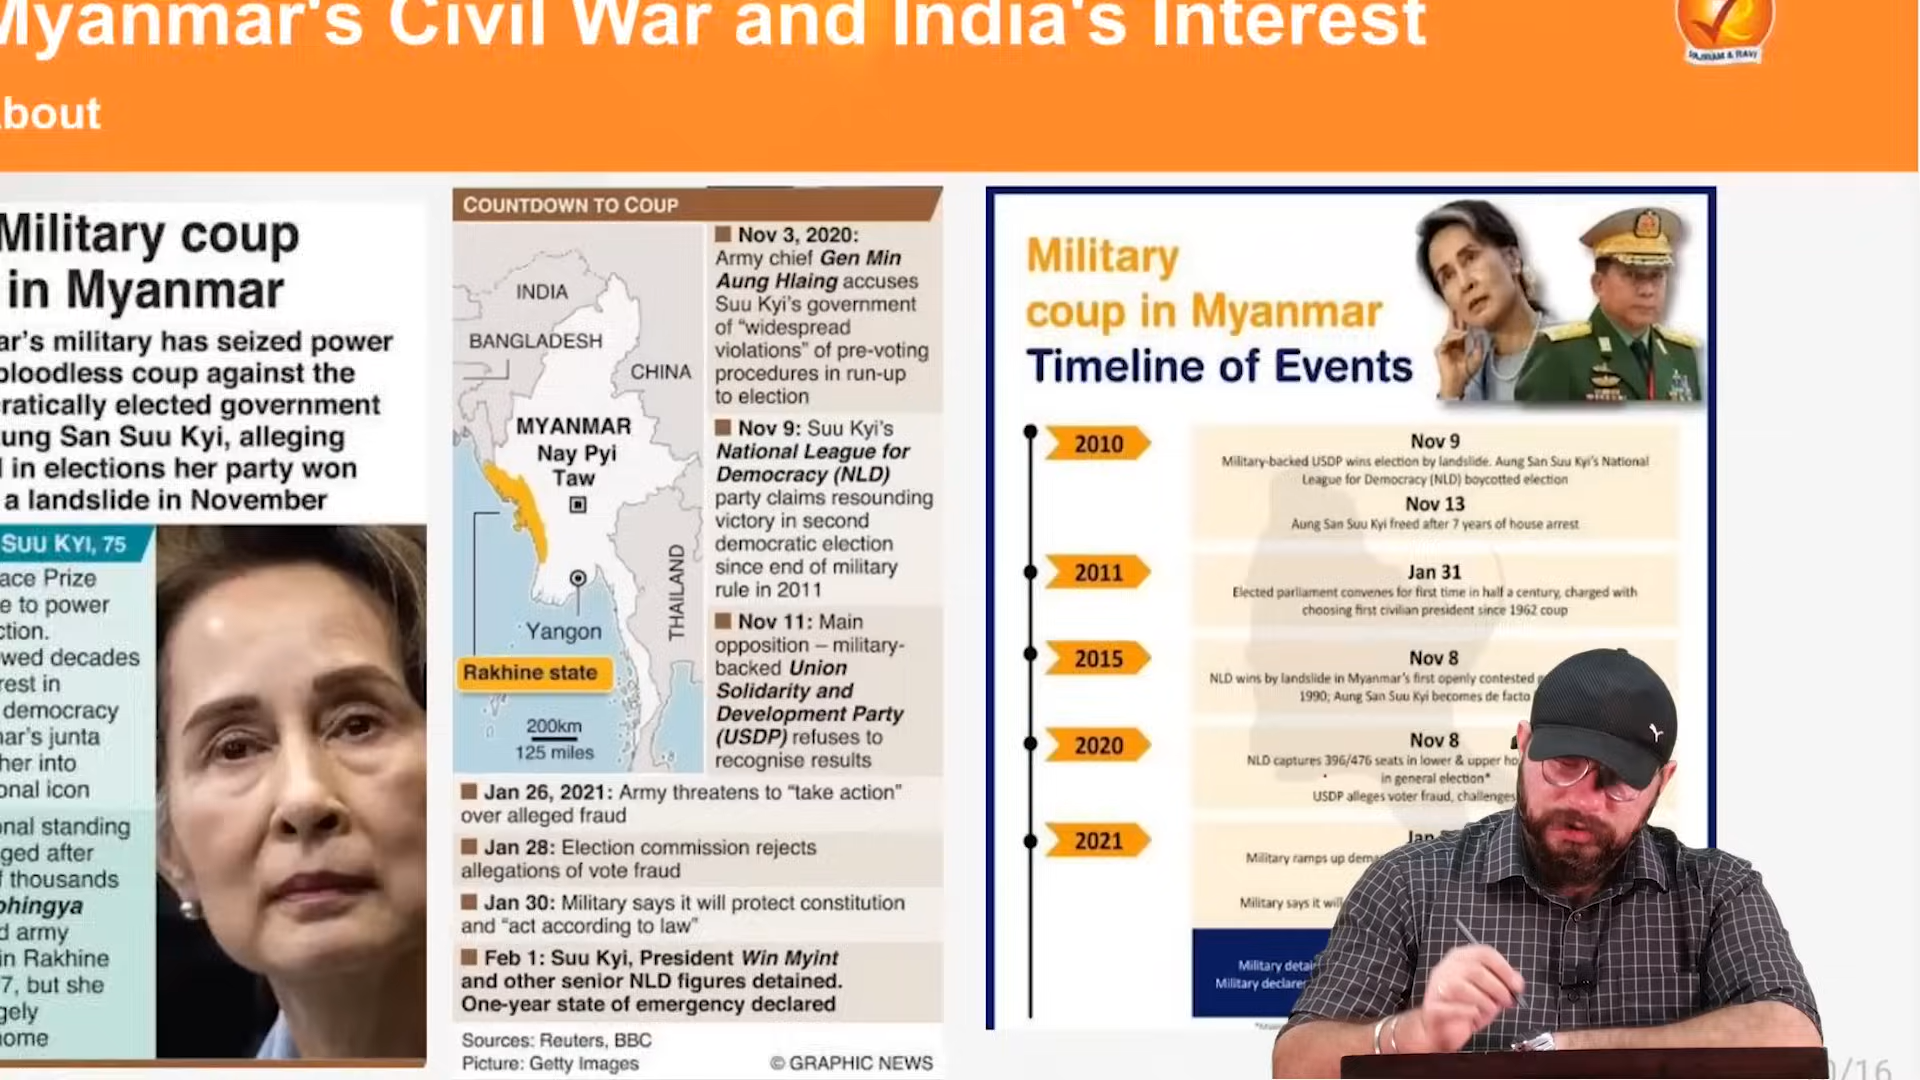 Myanmar's Civil War and India's Interest
About
Military coup
in Myanmar
ar's military has seized power
bloodless coup against the
cratically elected government
ung San Suu Kyi, alleging
in elections her party won
a landslide in November
SUU KYI, 75
ace Prize
e to power
ction.
wed decades
rest in
democracy
nar's junta
her into
onal icon
onal standing
ged after
f thousands
ohingya
d army
in Rakhine
7, but she
gely
home
COUNTDOWN TO COUP
INDIA
BANGLADESH
CHINA
MYANMAR
Nay Pyi
Taw
THAILAND
Yangon
Rakhine state
200km
125 miles
Nov 3, 2020:
Army chief Gen Min
Aung Hlaing accuses
Suu Kyi's government
of "widespread
violations" of pre-voting
procedures in run-up
to election
Nov 9: Suu Kyi's
National League for
Democracy (NLD)
party claims resounding
victory in second
democratic election
since end of military
rule in 2011
Nov 11: Main
opposition – military-
backed Union
Solidarity and
Development Party
(USDP) refuses to
recognise results
Jan 26, 2021: Army threatens to "take action"
over alleged fraud
Jan 28: Election commission rejects
allegations of vote fraud
Jan 30: Military says it will protect constitution
and "act according to law"
Feb 1: Suu Kyi, President Win Myint
and other senior NLD figures detained.
One-year state of emergency declared
Sources: Reuters, BBC
Picture: Getty Images
© GRAPHIC NEWS
Military
coup in Myanmar
Timeline of Events
2010
Nov 9
Military-backed USDP wins election by landslide. Aung San Suu Kyi's National
League for Democracy (NLD) boycotted election
Nov 13
Aung San Suu Kyi freed after 7 years of house arrest
2011
Jan 31
Elected parliament convenes for first time in half a century, charged with
choosing first civilian president since 1962 coup
2015
Nov 8
NLD wins by landslide in Myanmar's first openly contested
1990; Aung San Suu Kyi becomes de facto
2020
Nov 8
NLD captures 396/476 seats in lower & upper ho
in general election*
USDP alleges voter fraud, challenges
2021
Jan
Military ramps up dema
Military says it will
Military detai
Military declare
/16